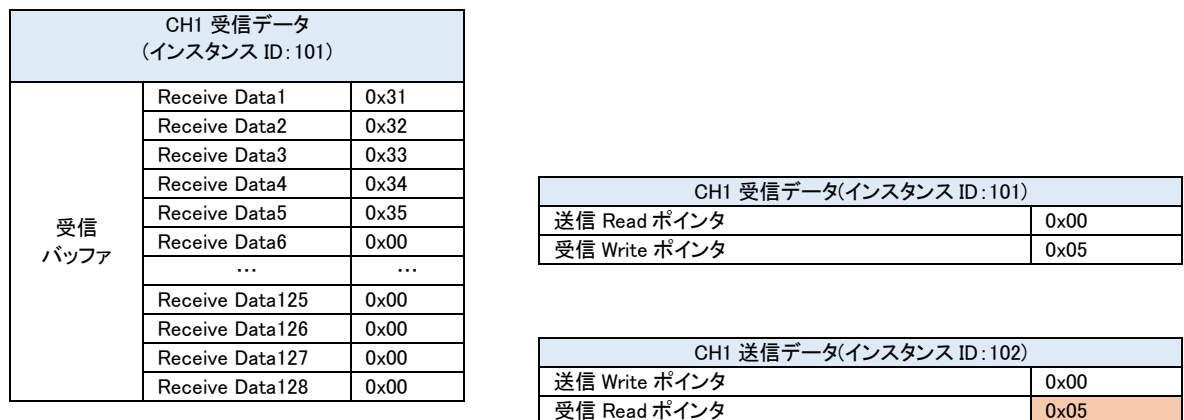 CH1 受信データ
(インスタンス ID:101)
受信
バッファ
Receive Data1 0x31
Receive Data2 0x32
Receive Data3 0x33
Receive Data4 0x34
Receive Data5 0x35
Receive Data6 0x00
… …
Receive Data125 0x00
Receive Data126 0x00
Receive Data127 0x00
Receive Data128 0x00
CH1 受信データ(インスタンス ID:101)
送信 Read ポインタ 0x00
受信 Write ポインタ 0x05
CH1 送信データ(インスタンス ID:102)
送信 Write ポインタ 0x00
受信 Read ポインタ 0x05